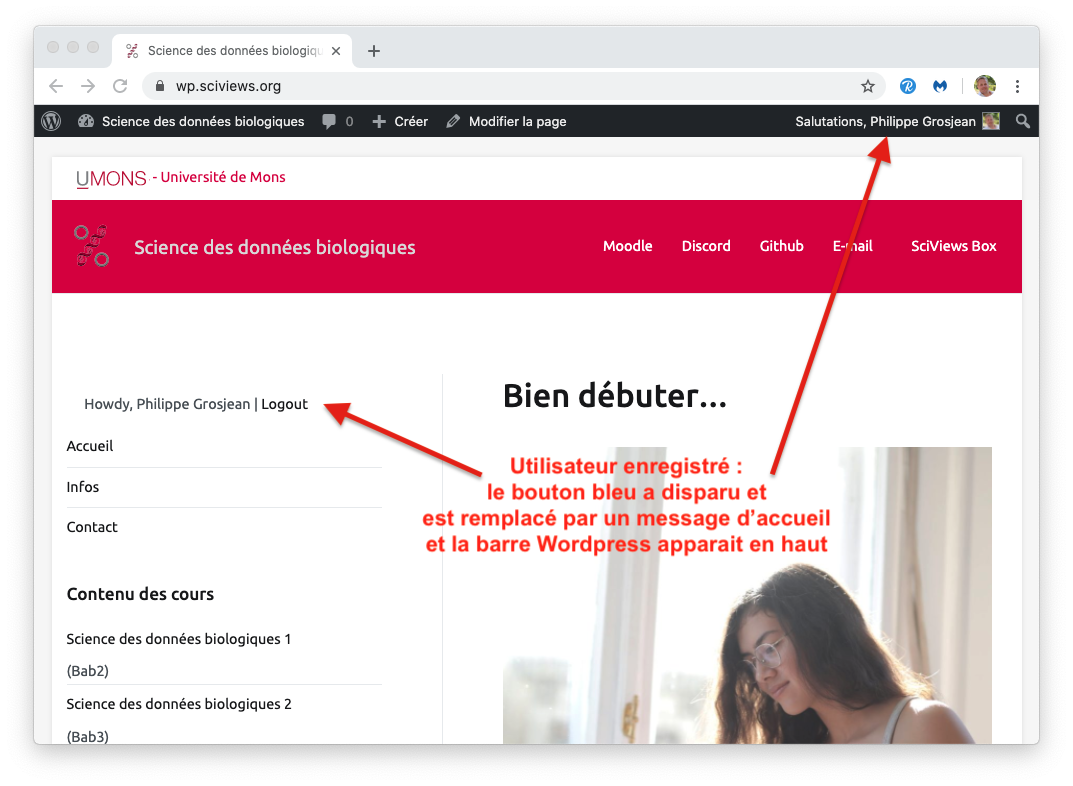 Science des données biologiqu
wp.sciviews.org
Science des données biologiques 0 Créer Modifier la page Salutations, Philippe Grosjean
UMONS - Université de Mons
Science des données biologiques Moodle Discord Github E-mail SciViews Box
Bien débuter...
Howdy, Philippe Grosjean | Logout
Accueil
Infos
Contact
Utilisateur enregistré :
le bouton bleu a disparu et
est remplacé par un message d’accueil
et la barre Wordpress apparait en haut
Contenu des cours
Science des données biologiques 1
(Bab2)
Science des données biologiques 2
(Bab3)